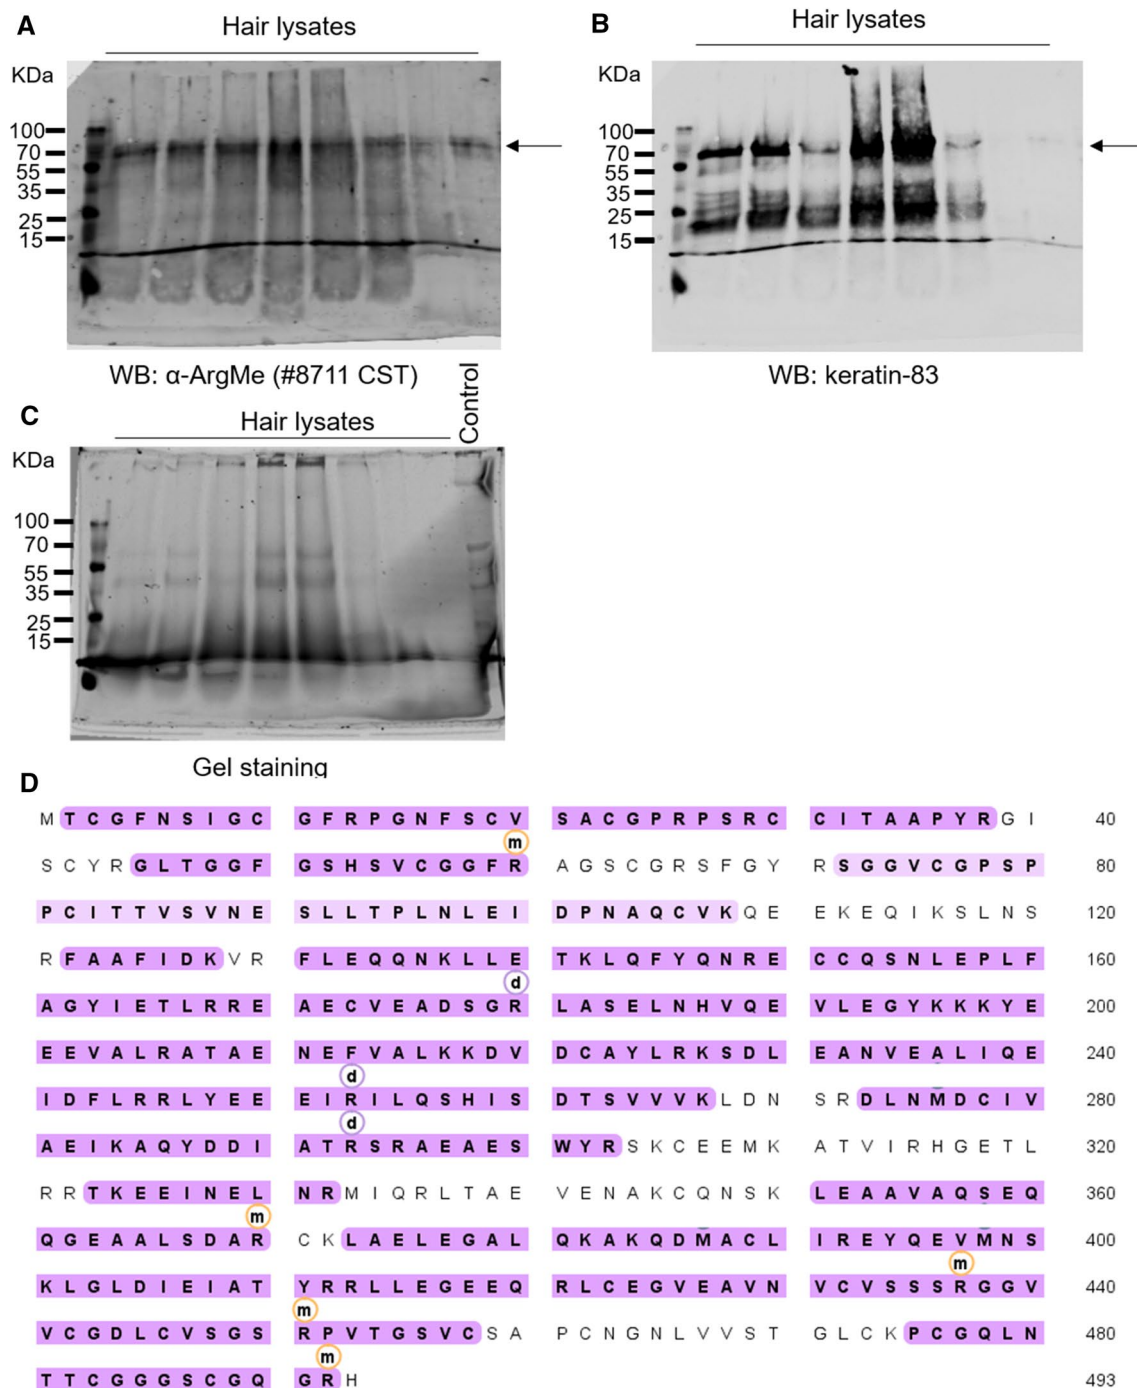 A
Hair lysates
KDa
100
70
55
35
25
15
WB: α-ArgMe (#8711 CST)
B
Hair lysates
KDa
100
70
55
35
25
15
WB: keratin-83
C
Hair lysates
Control
KDa
100
70
55
35
25
15
Gel staining
D
M T C G F N S I G C G F R P G N F S C V S A C G P R P S R C C I T A A P Y R G I 40
m
S C Y R G L T G G F G S H S V C G G F R A G S C G R S F G Y R S G G V C G P S P 80
P C I T T V S V N E S L L T P L N L E I D P N A Q C V K Q E E K E Q I K S L N S 120
R F A A F I D K V R F L E Q Q N K L L E T K L Q F Y Q N R E C C Q S N L E P L F 160
d
A G Y I E T L R R E A E C V E A D S G R L A S E L N H V Q E V L E G Y K K K Y E 200
E E V A L R A T A E N E F V A L K K D V D C A Y L R K S D L E A N V E A L I Q E 240
d
I D F L R R L Y E E E I R I L Q S H I S D T S V V V K L D N S R D L N M D C I V 280
d
A E I K A Q Y D D I A T R S R A E A E S W Y R S K C E E M K A T V I R H G E T L 320
R R T K E E I N E L N R M I Q R L T A E V E N A K C Q N S K L E A A V A Q S E Q 360
m
Q G E A A L S D A R C K L A E L E G A L Q K A K Q D M A C L I R E Y Q E V M N S 400
K L G L D I E I A T Y R R L L E G E E Q R L C E G V E A V N V C V S S S R G G V 440
m m
V C G D L C V S G S R P V T G S V C S A P C N G N L V V S T G L C K P C G Q L N 480
m
T T C G G G S C G Q G R H 493